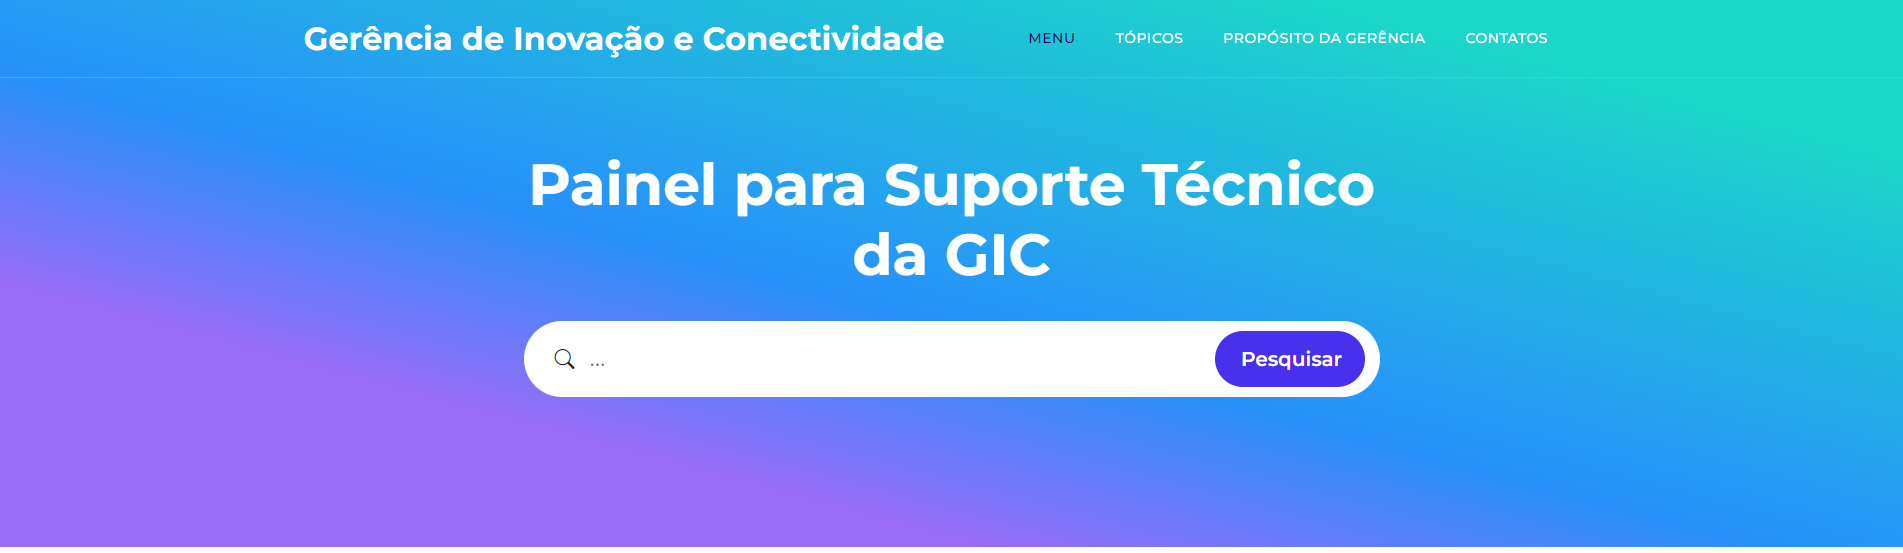 Gerência de Inovação e Conectividade
MENU
TÓPICOS
PROPÓSITO DA GERÊNCIA
CONTATOS
Painel para Suporte Técnico
da GIC
...
Pesquisar